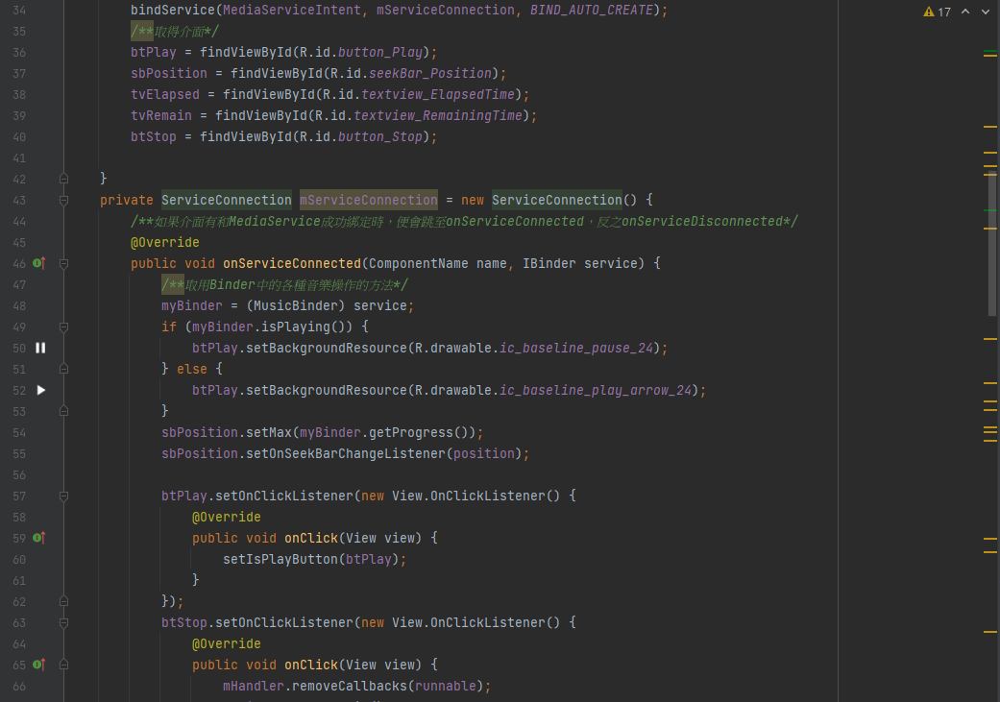 34 bindService(MediaServiceIntent, mServiceConnection, BIND_AUTO_CREATE);
17
35 /**取得介面*/
36 btPlay = findViewById(R.id.button_Play);
37 sbPosition = findViewById(R.id.seekBar_Position);
38 tvElapsed = findViewById(R.id.textview_ElapsedTime);
39 tvRemain = findViewById(R.id.textview_RemainingTime);
40 btStop = findViewById(R.id.button_Stop);
41
42 }
43 private ServiceConnection mServiceConnection = new ServiceConnection() {
44 /**如果介面有和MediaService成功綁定時，便會跳至onServiceConnected，反之onServiceDisconnected*/
45 @Override
46 public void onServiceConnected(ComponentName name, IBinder service) {
47 /**取用Binder中的各種音樂操作的方法*/
48 myBinder = (MusicBinder) service;
49 if (myBinder.isPlaying()) {
50 btPlay.setBackgroundResource(R.drawable.ic_baseline_pause_24);
51 } else {
52 btPlay.setBackgroundResource(R.drawable.ic_baseline_play_arrow_24);
53 }
54 sbPosition.setMax(myBinder.getProgress());
55 sbPosition.setOnSeekBarChangeListener(position);
56
57 btPlay.setOnClickListener(new View.OnClickListener() {
58 @Override
59 public void onClick(View view) {
60 setIsPlayButton(btPlay);
61 }
62 });
63 btStop.setOnClickListener(new View.OnClickListener() {
64 @Override
65 public void onClick(View view) {
66 mHandler.removeCallbacks(runnable);